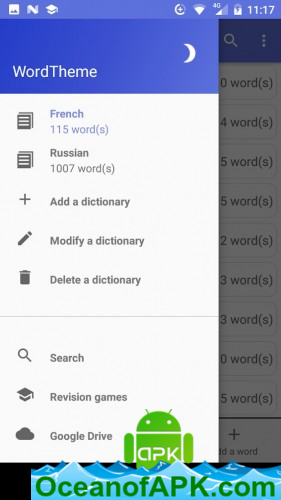 4G 11:17
WordTheme
French
115 word(s)
Russian
1007 word(s)
Add a dictionary
Modify a dictionary
Delete a dictionary
Search
Revision games
Google Drive
0 word(s)
4 word(s)
5 word(s)
5 word(s)
2 word(s)
3 word(s)
3 word(s)
0 word(s)
5 word(s)
dd a word
APK
OceanofAPK.com